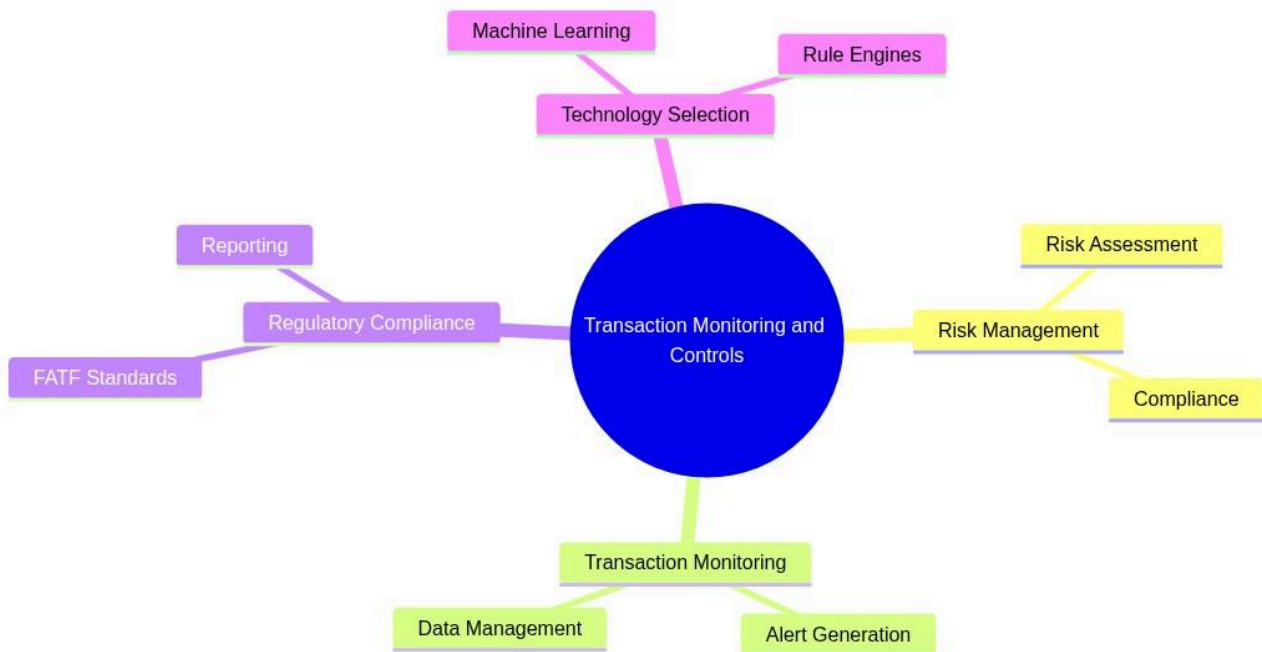 Machine Learning
Rule Engines
Technology Selection
Reporting
Risk Assessment
Regulatory Compliance
Transaction Monitoring and
Controls
Risk Management
FATF Standards
Compliance
Transaction Monitoring
Data Management
Alert Generation